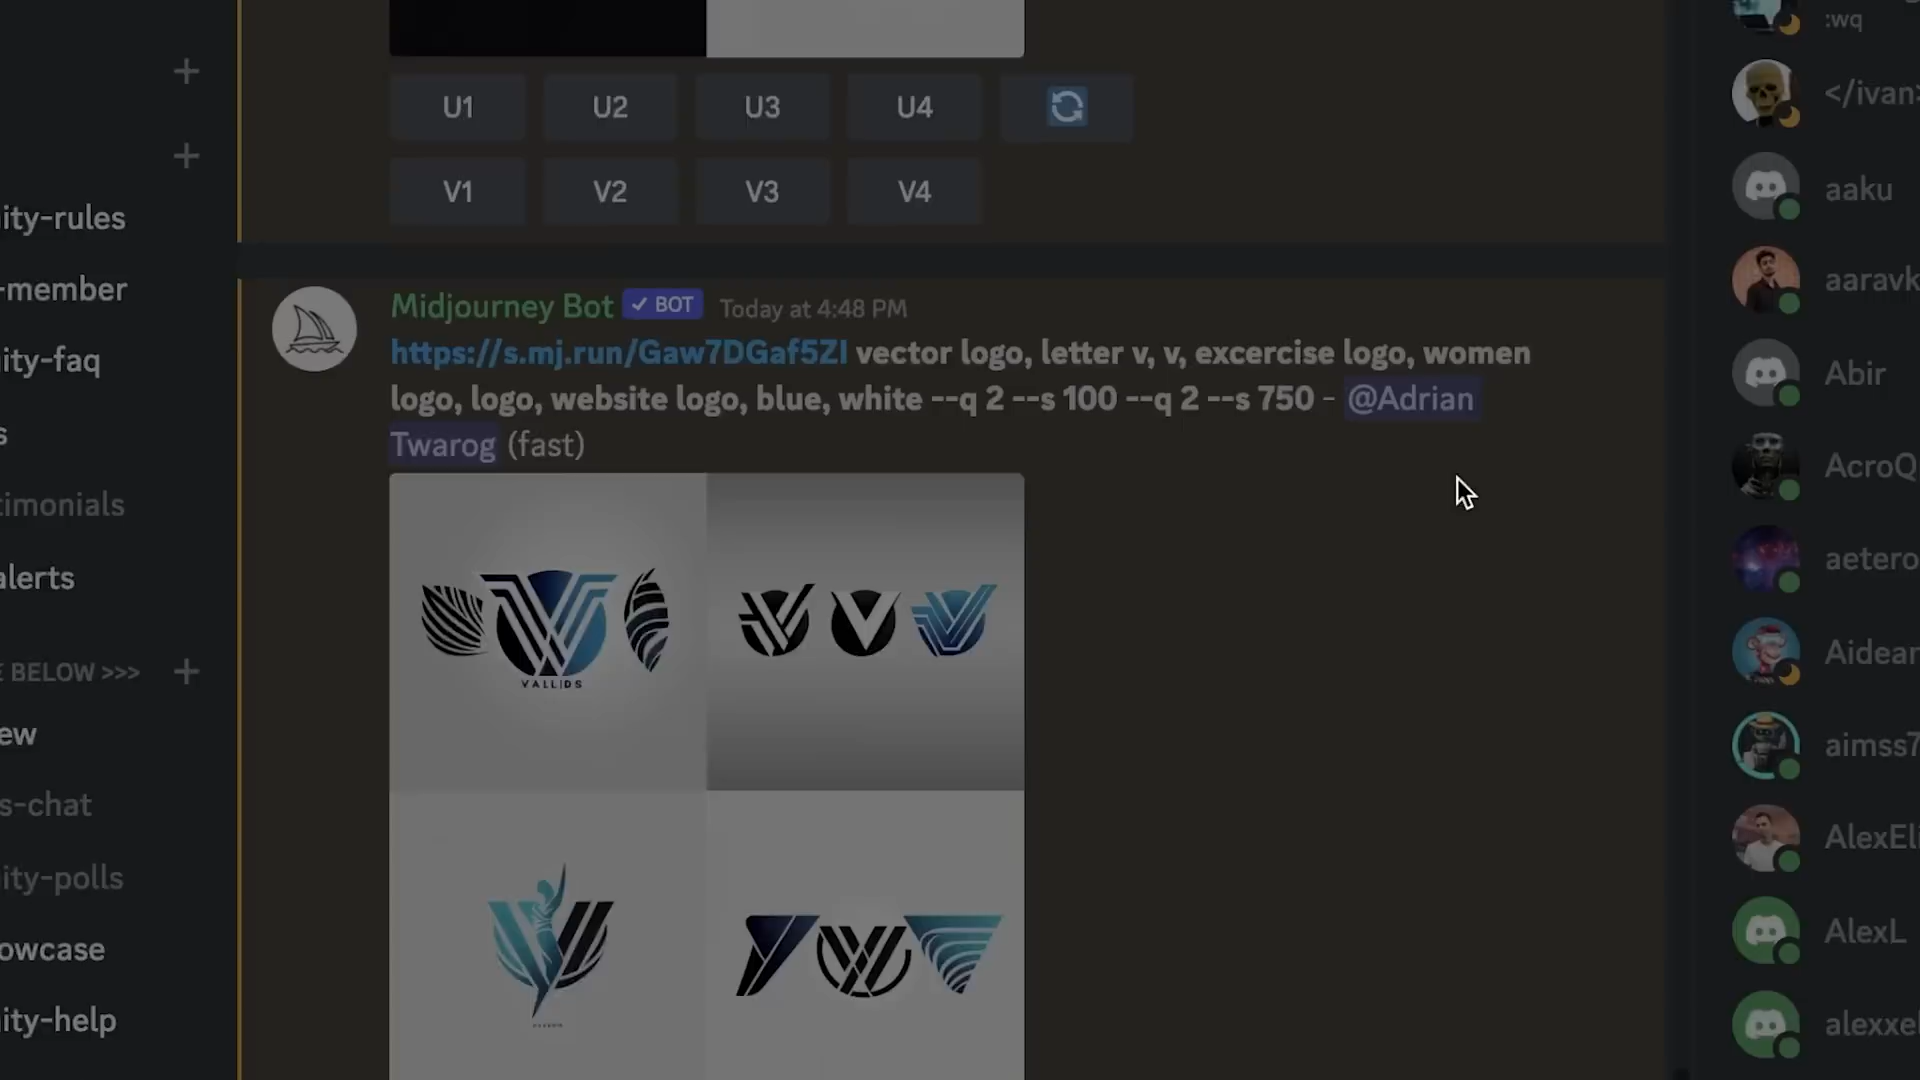 :wq
U1 U2 U3 U4
</ivan>
V1 V2 V3 V4
aaku
ity-rules
aaravk
-member
Midjourney Bot ✓ BOT Today at 4:48 PM
https://s.mj.run/Gaw7DGaf5ZI vector logo, letter v, v, excercise logo, women
logo, logo, website logo, blue, white --q 2 --s 100 --q 2 --s 750 - @Adrian
Twarog (fast)
ity-faq
Abir
s
AcroQ
timonials
aetero
alerts
VALLIDS
E BELOW >>>
Aidear
ew
aimss7
s-chat
AlexEli
ity-polls
AlexL
owcase
ity-help
alexxel